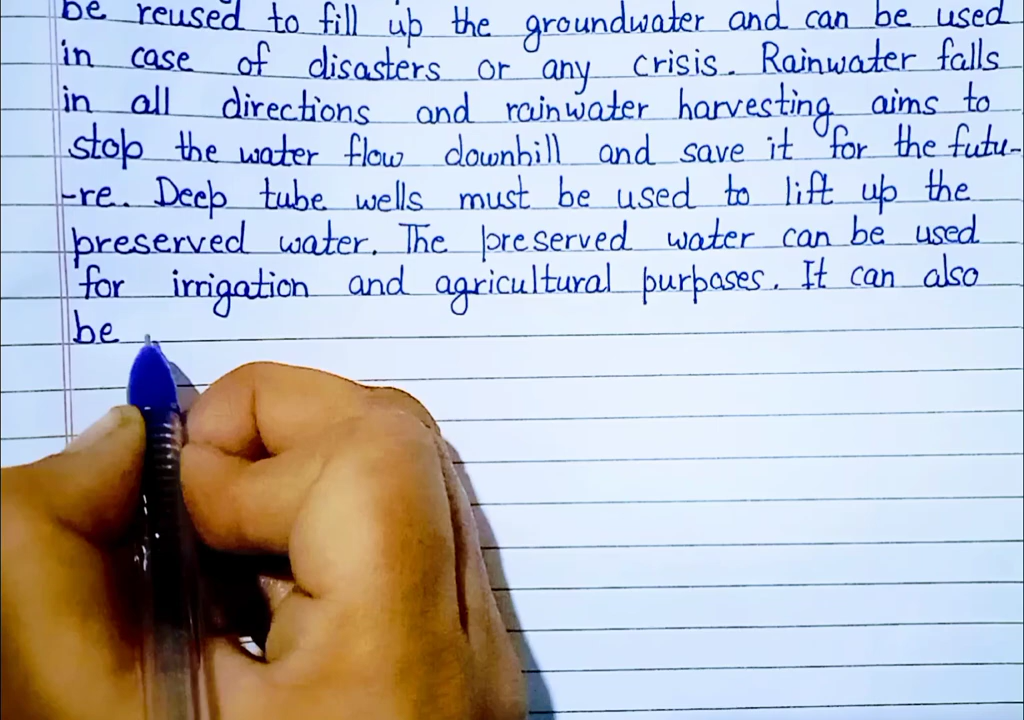 be reused to fill up the groundwater and can be used
in case of disasters or any crisis. Rainwater falls
in all directions and rainwater harvesting aims to
stop the water flow downhill and save it for the futu-
-re. Deep tube wells must be used to lift up the
preserved water. The preserved water can be used
for irrigation and agricultural purposes. It can also
be